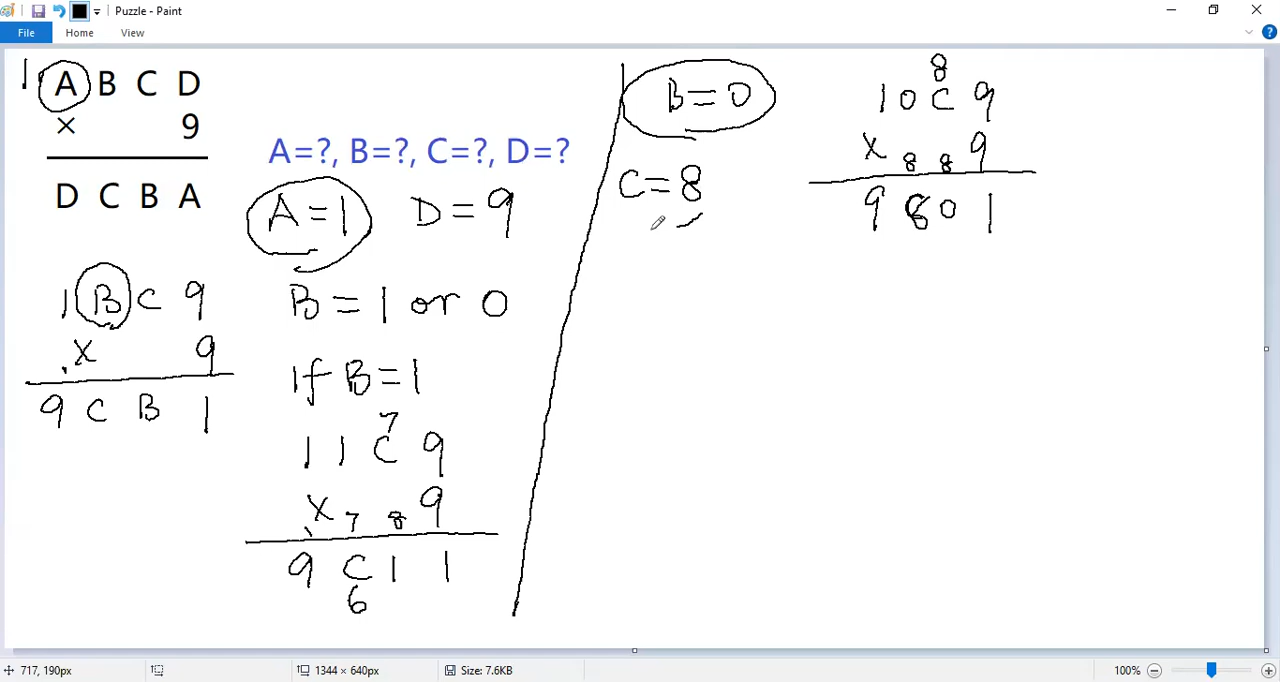 Puzzle - Paint
File Home View
1 A B C D
× 9
D C B A
A=?, B=?, C=?, D=?
A = 1 D = 9
1 B C 9
x 9
9 C B 1
B = 1 or 0
if B = 1
7
1 1 C 9
x 7 8 9
9 C 1 1
6
B = 0
C = 8
8
1 0 C 9
x 8 8 9
9 8 0 1
717, 190px
1344 × 640px
Size: 7.6KB
100%